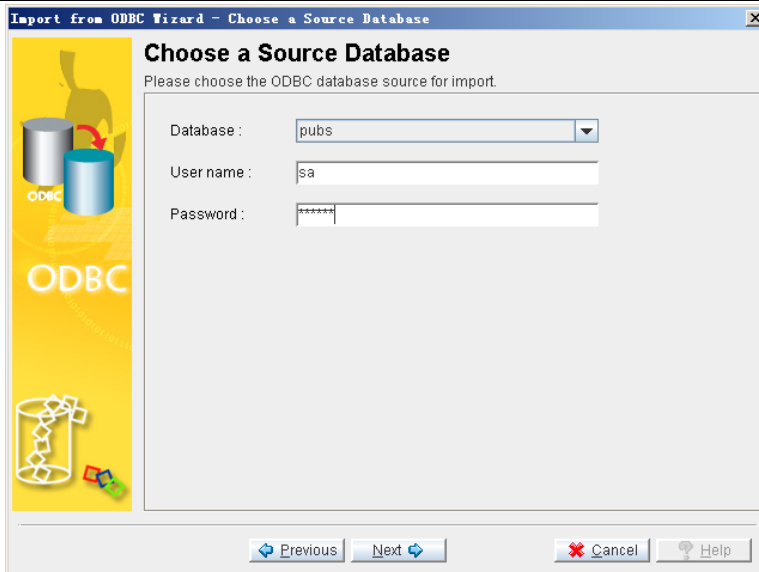 Import from ODBC Wizard - Choose a Source Database
Choose a Source Database
Please choose the ODBC database source for import.
Database : pubs
User name : sa
Password : ******
ODBC
ODBC
Previous Next Cancel Help